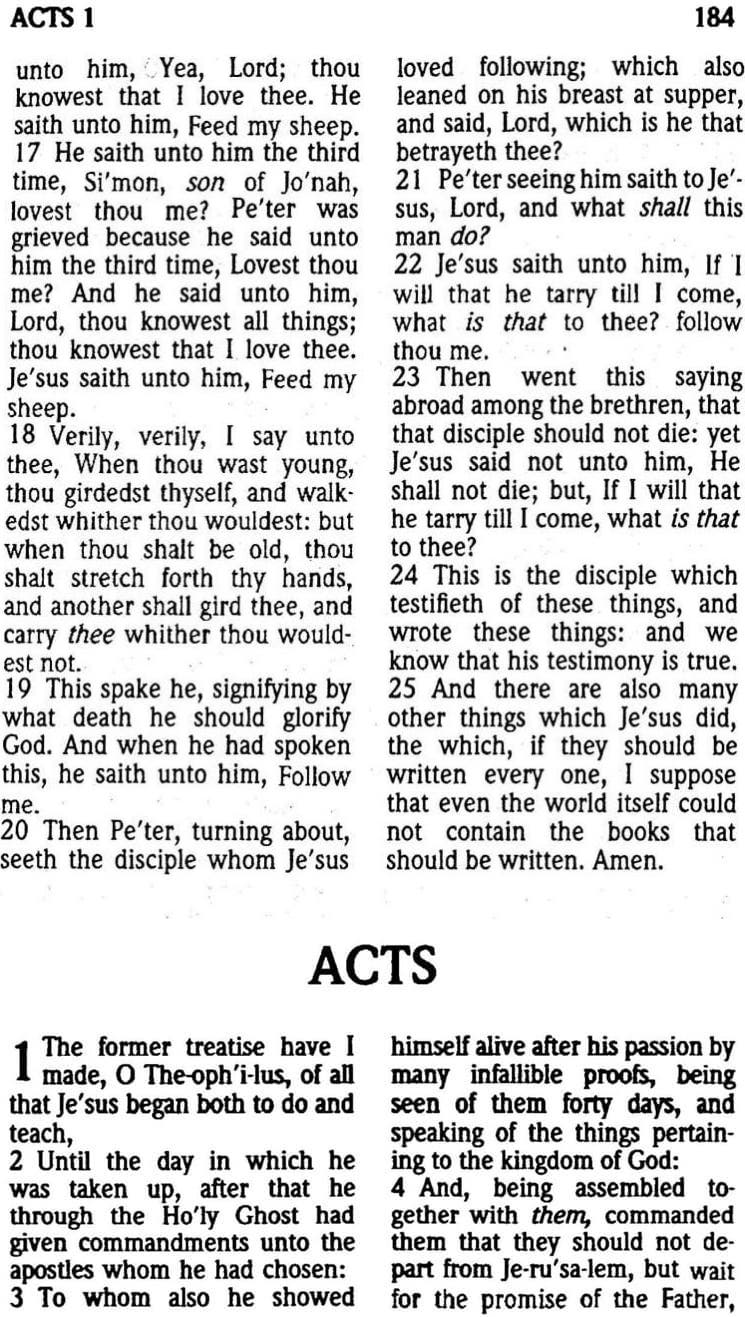 ACTS 1
184
unto him, Yea, Lord; thou
knowest that I love thee. He
saith unto him, Feed my sheep.
17 He saith unto him the third
time, Si′mon, son of Jo′nah,
lovest thou me? Pe′ter was
grieved because he said unto
him the third time, Lovest thou
me? And he said unto him,
Lord, thou knowest all things;
thou knowest that I love thee.
Je′sus saith unto him, Feed my
sheep.
18 Verily, verily, I say unto
thee, When thou wast young,
thou girdedst thyself, and walk-
edst whither thou wouldest: but
when thou shalt be old, thou
shalt stretch forth thy hands,
and another shall gird thee, and
carry thee whither thou would-
est not.
19 This spake he, signifying by
what death he should glorify
God. And when he had spoken
this, he saith unto him, Follow
me.
20 Then Pe′ter, turning about,
seeth the disciple whom Je′sus
loved following; which also
leaned on his breast at supper,
and said, Lord, which is he that
betrayeth thee?
21 Pe′ter seeing him saith to Je′-
sus, Lord, and what shall this
man do?
22 Je′sus saith unto him, If I
will that he tarry till I come,
what is that to thee? follow
thou me.
23 Then went this saying
abroad among the brethren, that
that disciple should not die: yet
Je′sus said not unto him, He
shall not die; but, If I will that
he tarry till I come, what is that
to thee?
24 This is the disciple which
testifieth of these things, and
wrote these things: and we
know that his testimony is true.
25 And there are also many
other things which Je′sus did,
the which, if they should be
written every one, I suppose
that even the world itself could
not contain the books that
should be written. Amen.
ACTS
1 The former treatise have I
made, O The-oph′i-lus, of all
that Je′sus began both to do and
teach,
2 Until the day in which he
was taken up, after that he
through the Ho′ly Ghost had
given commandments unto the
apostles whom he had chosen:
3 To whom also he showed
himself alive after his passion by
many infallible proofs, being
seen of them forty days, and
speaking of the things pertain-
ing to the kingdom of God:
4 And, being assembled to-
gether with them, commanded
them that they should not de-
part from Je-ru′sa-lem, but wait
for the promise of the Father,